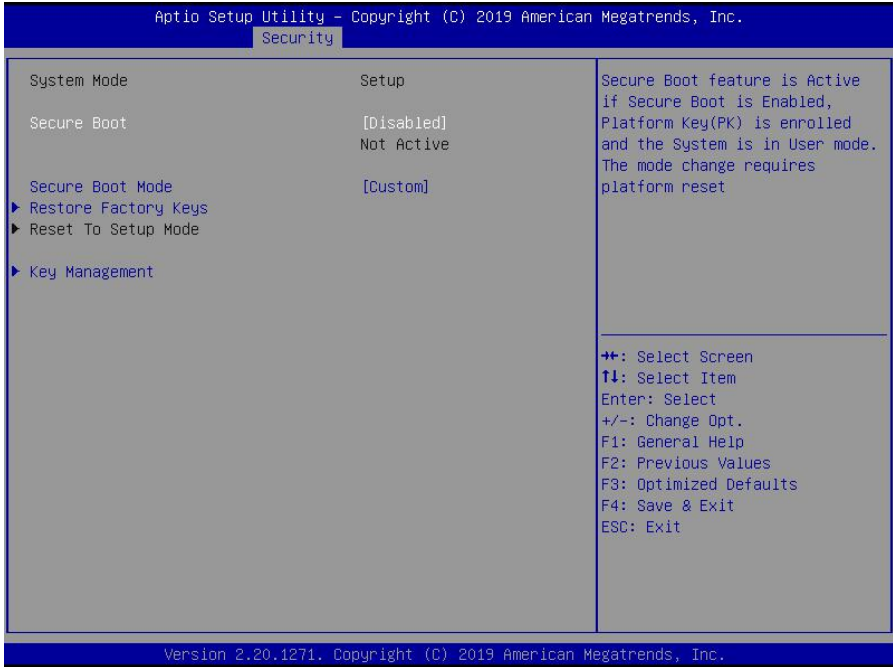 Aptio Setup Utility – Copyright (C) 2019 American Megatrends, Inc.
Security
System Mode Setup
Secure Boot [Disabled]
Not Active
Secure Boot Mode [Custom]
▶ Restore Factory Keys
▶ Reset To Setup Mode
▶ Key Management
Secure Boot feature is Active
if Secure Boot is Enabled,
Platform Key(PK) is enrolled
and the System is in User mode.
The mode change requires
platform reset
→←: Select Screen
↑↓: Select Item
Enter: Select
+/-: Change Opt.
F1: General Help
F2: Previous Values
F3: Optimized Defaults
F4: Save & Exit
ESC: Exit
Version 2.20.1271. Copyright (C) 2019 American Megatrends, Inc.